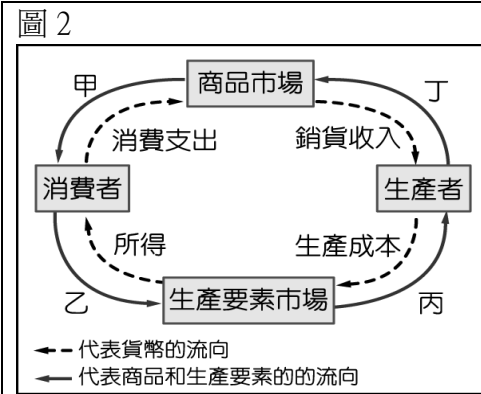 圖 2
甲
商品市場
丁
消費支出
銷貨收入
消費者
生產者
所得
生產成本
乙
生產要素市場
丙
代表貨幣的流向
代表商品和生產要素的的流向